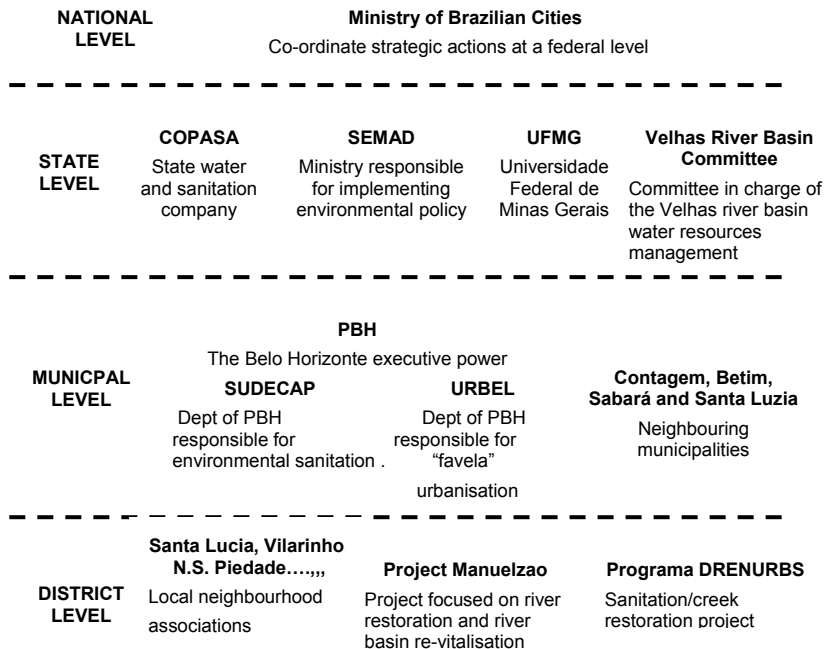 NATIONAL
LEVEL
Ministry of Brazilian Cities
Co-ordinate strategic actions at a federal level
STATE
LEVEL
COPASA
State water
and sanitation
company
SEMAD
Ministry responsible
for implementing
environmental policy
UFMG
Universidade
Federal de
Minas Gerais
Velhas River Basin
Committee
Committee in charge of
the Velhas river basin
water resources
management
MUNICPAL
LEVEL
PBH
The Belo Horizonte executive power
SUDECAP
Dept of PBH
responsible for
environmental sanitation .
URBEL
Dept of PBH
responsible for
“favela”
urbanisation
Contagem, Betim,
Sabará and Santa Luzia
Neighbouring
municipalities
DISTRICT
LEVEL
Santa Lucia, Vilarinho
N.S. Piedade….,,,
Local neighbourhood
associations
Project Manuelzao
Project focused on river
restoration and river
basin re-vitalisation
Programa DRENURBS
Sanitation/creek
restoration project